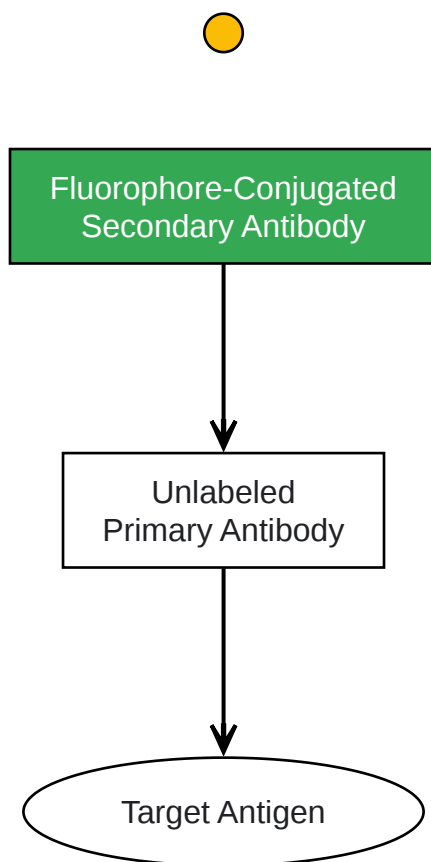 Fluorophore-Conjugated
Secondary Antibody
Unlabeled
Primary Antibody
Target Antigen